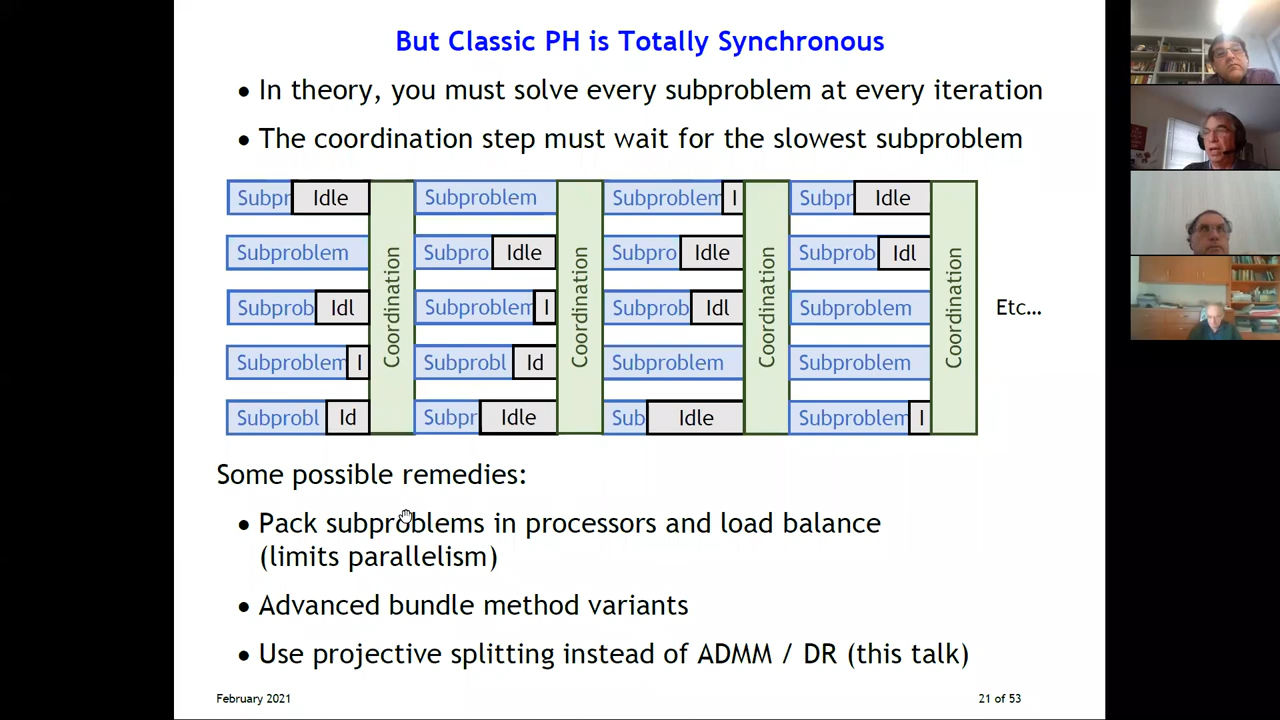 But Classic PH is Totally Synchronous
• In theory, you must solve every subproblem at every iteration
• The coordination step must wait for the slowest subproblem
Subpr Idle Subproblem Subproblem I Subpr Idle
Subproblem Subpro Idle Subpro Idle Subprob Idl
Subprob Idl Subproblem I Subprob Idl Subproblem
Subproblem I Subprobl Id Subproblem Subproblem
Subprobl Id Subpr Idle Sub Idle Subproblem I
Coordination
Coordination
Coordination
Coordination
Etc...
Some possible remedies:
• Pack subproblems in processors and load balance
(limits parallelism)
• Advanced bundle method variants
• Use projective splitting instead of ADMM / DR (this talk)
February 2021
21 of 53